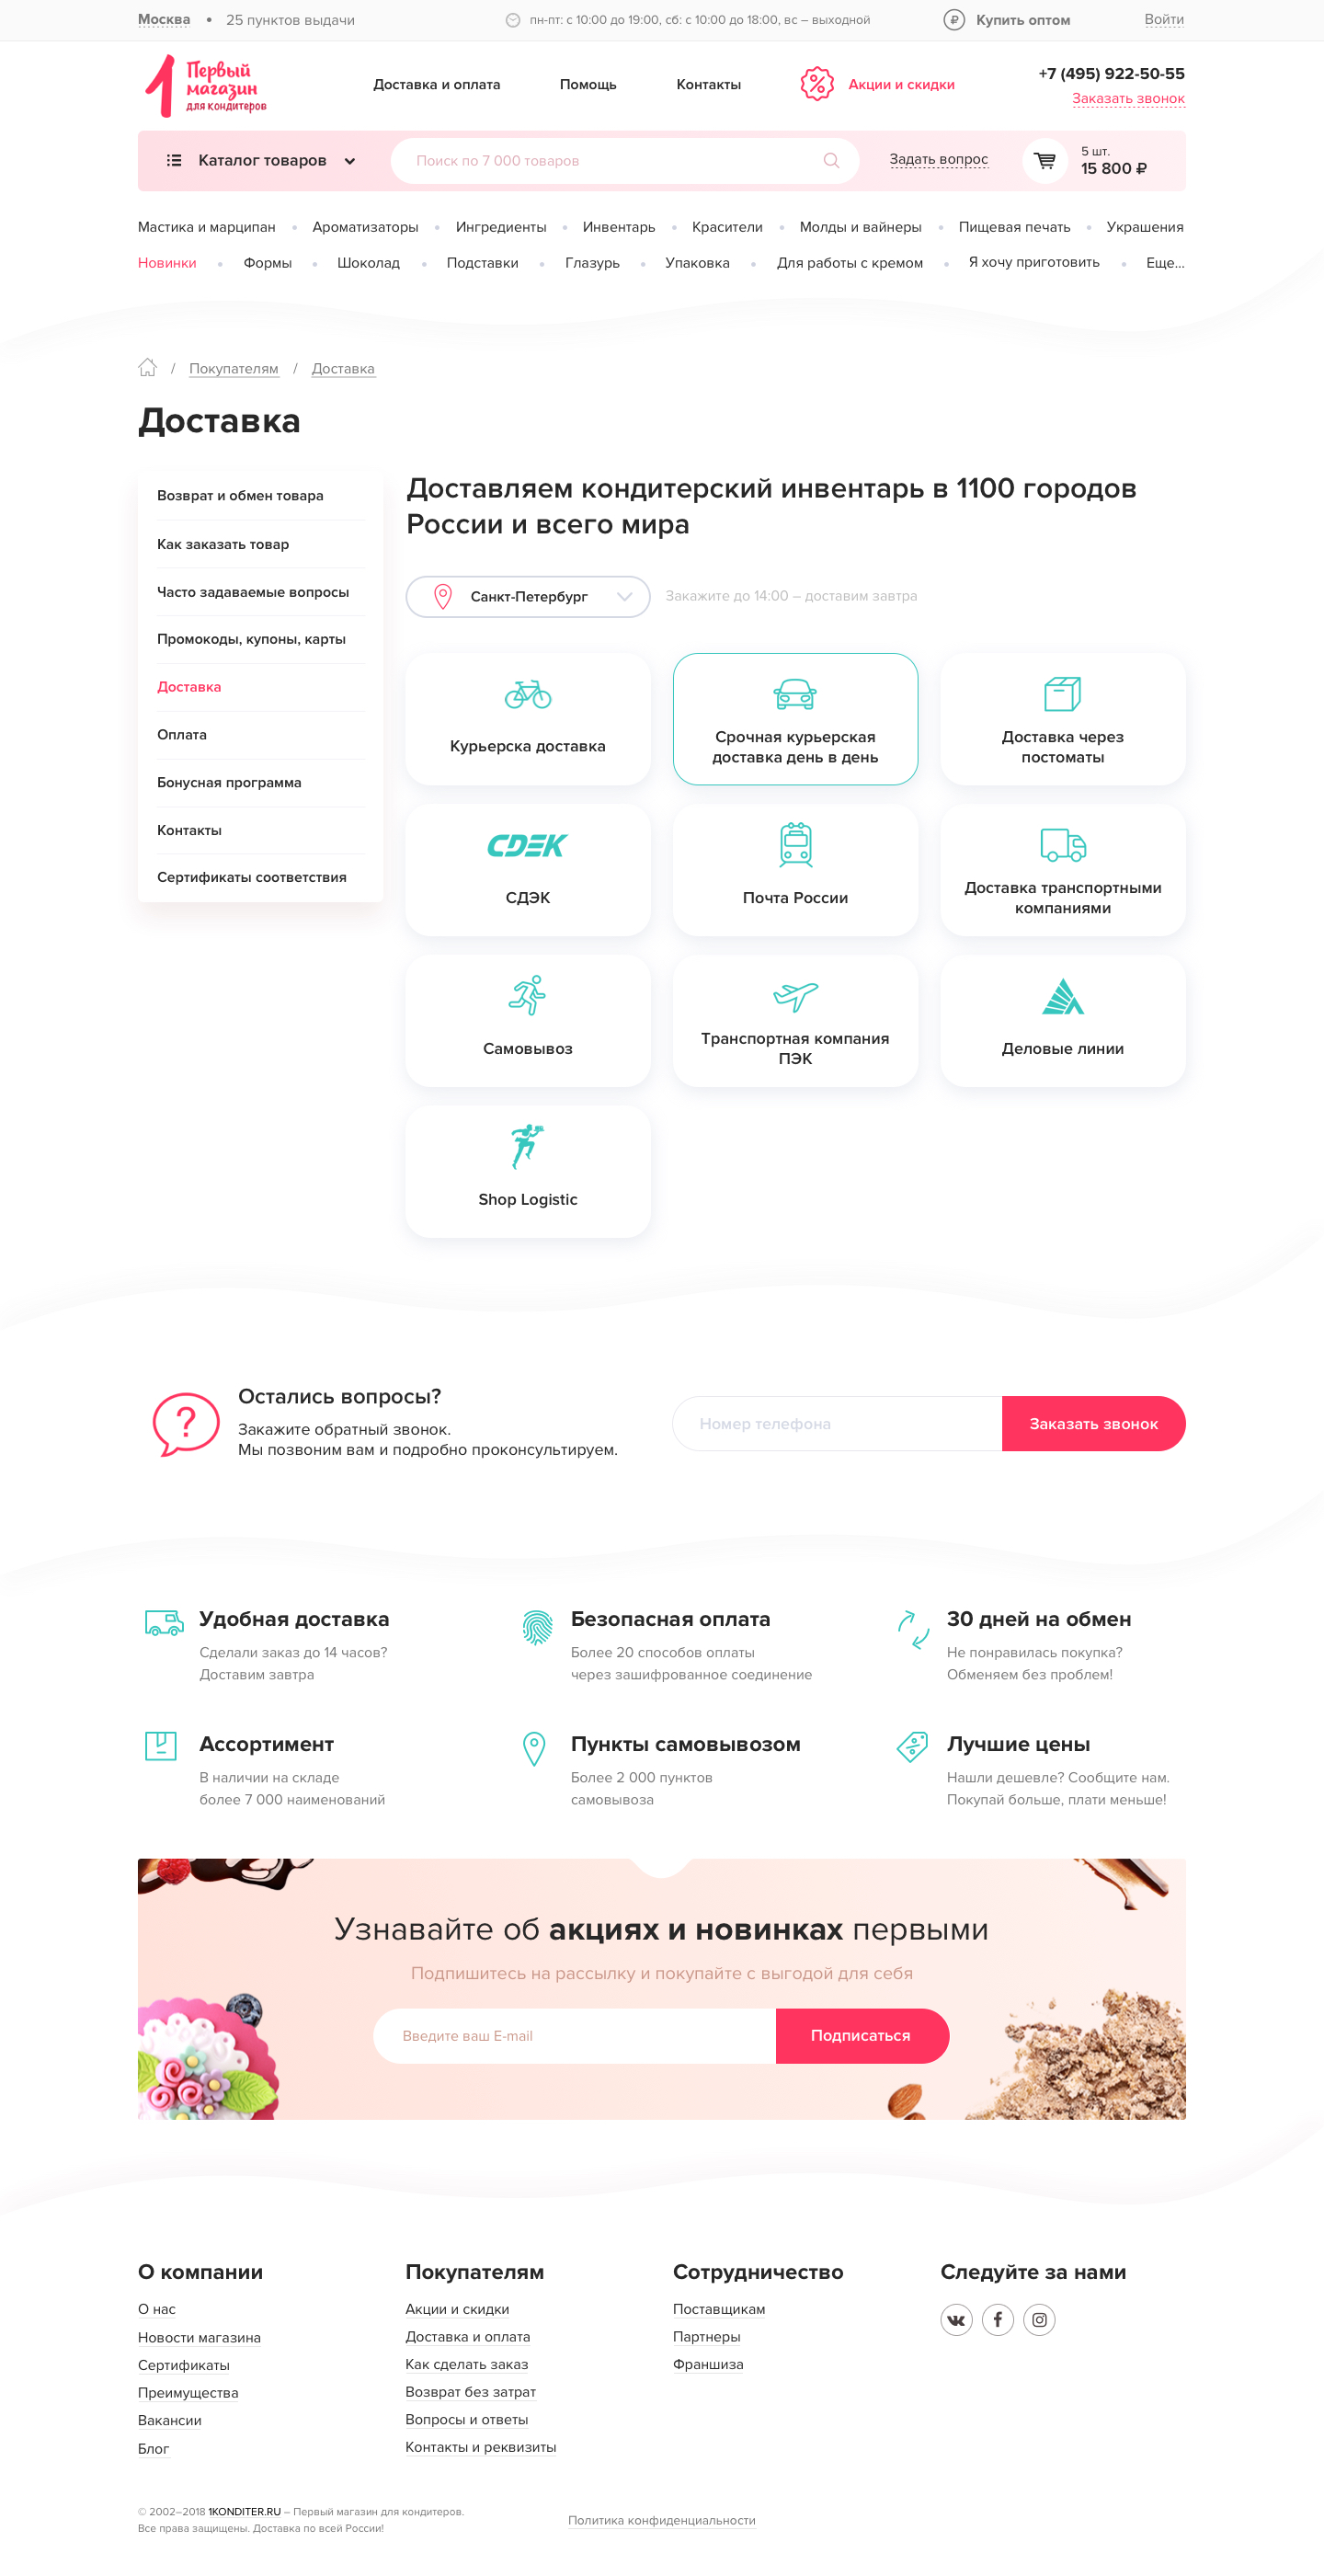 Москва • 25 пунктов выдачи
пн-пт: с 10:00 до 19:00, сб: с 10:00 до 18:00, вс – выходной
Купить оптом
Войти
1 Первый
магазин
для кондитеров
Доставка и оплата
Помощь
Контакты
Акции и скидки
+7 (495) 922-50-55
Заказать звонок
Каталог товаров
Поиск по 7 000 товаров
Задать вопрос
5 шт.
15 800 ₽
Мастика и марципан • Ароматизаторы • Ингредиенты • Инвентарь • Красители • Молды и вайнеры • Пищевая печать • Украшения
Новинки • Формы • Шоколад • Подставки • Глазурь • Упаковка • Для работы с кремом • Я хочу приготовить • Еще...
/ Покупателям / Доставка
Доставка
Возврат и обмен товара
Как заказать товар
Часто задаваемые вопросы
Промокоды, купоны, карты
Доставка
Оплата
Бонусная программа
Контакты
Сертификаты соответствия
Доставляем кондитерский инвентарь в 1100 городов
России и всего мира
Санкт-Петербург
Закажите до 14:00 – доставим завтра
Курьерска доставка
Срочная курьерская
доставка день в день
Доставка через
постоматы
CDEK
СДЭК
Почта России
Доставка транспортными
компаниями
Самовывоз
Транспортная компания
ПЭК
Деловые линии
Shop Logistic
Остались вопросы?
Закажите обратный звонок.
Мы позвоним вам и подробно проконсультируем.
Номер телефона
Заказать звонок
Удобная доставка
Сделали заказ до 14 часов?
Доставим завтра
Безопасная оплата
Более 20 способов оплаты
через зашифрованное соединение
30 дней на обмен
Не понравилась покупка?
Обменяем без проблем!
Ассортимент
В наличии на складе
более 7 000 наименований
Пункты самовывозом
Более 2 000 пунктов
самовывоза
Лучшие цены
Нашли дешевле? Сообщите нам.
Покупай больше, плати меньше!
Узнавайте об акциях и новинках первыми
Подпишитесь на рассылку и покупайте с выгодой для себя
Введите ваш E-mail
Подписаться
О компании
О нас
Новости магазина
Сертификаты
Преимущества
Вакансии
Блог
Покупателям
Акции и скидки
Доставка и оплата
Как сделать заказ
Возврат без затрат
Вопросы и ответы
Контакты и реквизиты
Сотрудничество
Поставщикам
Партнеры
Франшиза
Следуйте за нами
© 2002–2018 1KONDITER.RU – Первый магазин для кондитеров.
Все права защищены. Доставка по всей России!
Политика конфиденциальности